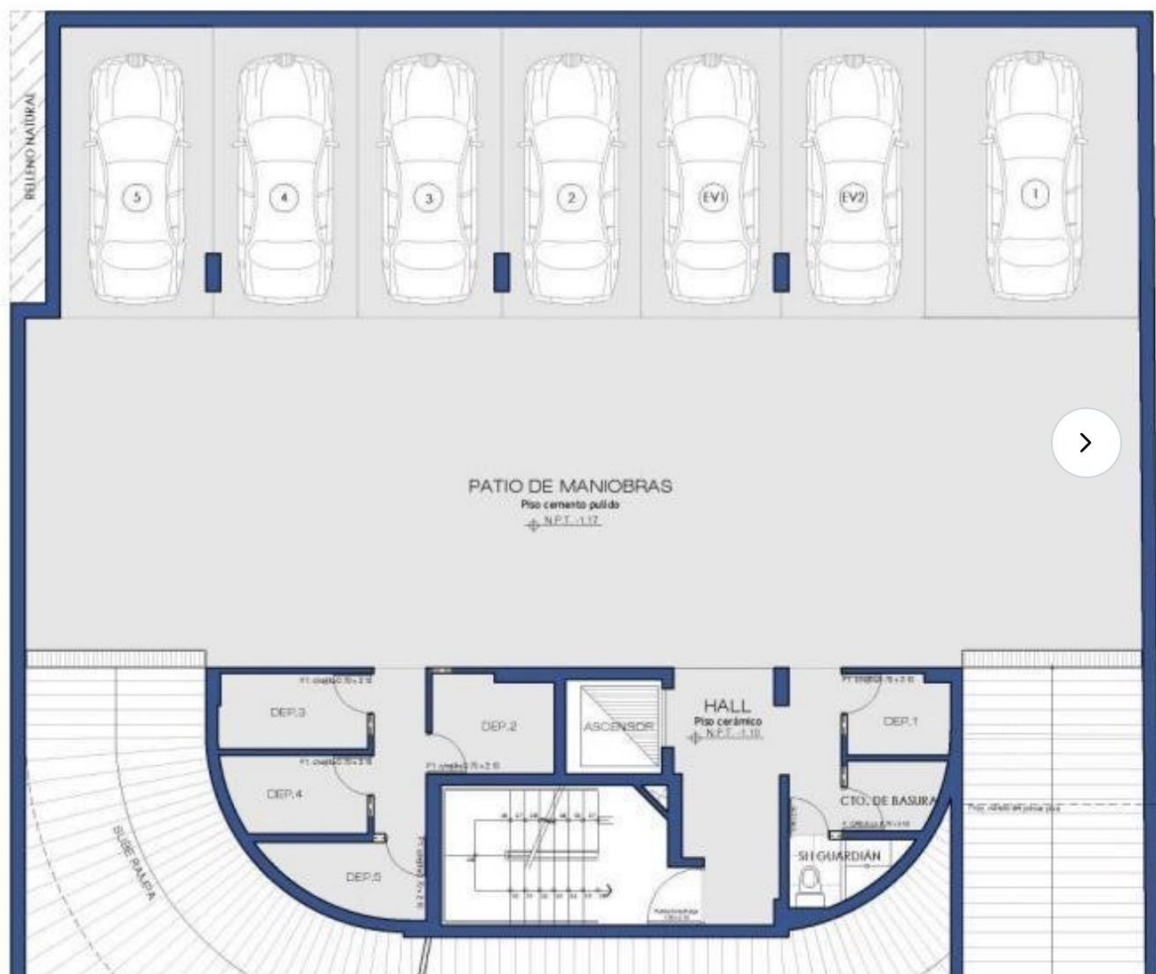 RELLENO NATURAL
5
4
3
2
EV1
EV2
1
PATIO DE MANIOBRAS
Piso cemento pulido
N.P.T. -1.17
DEP.3
DEP.2
ASCENSOR
HALL
Piso cerámico
N.P.T. -1.10
DEP.1
DEP.4
CTO. DE BASURA
SUBE RAMPA
DEP.5
SH GUARDIÁN